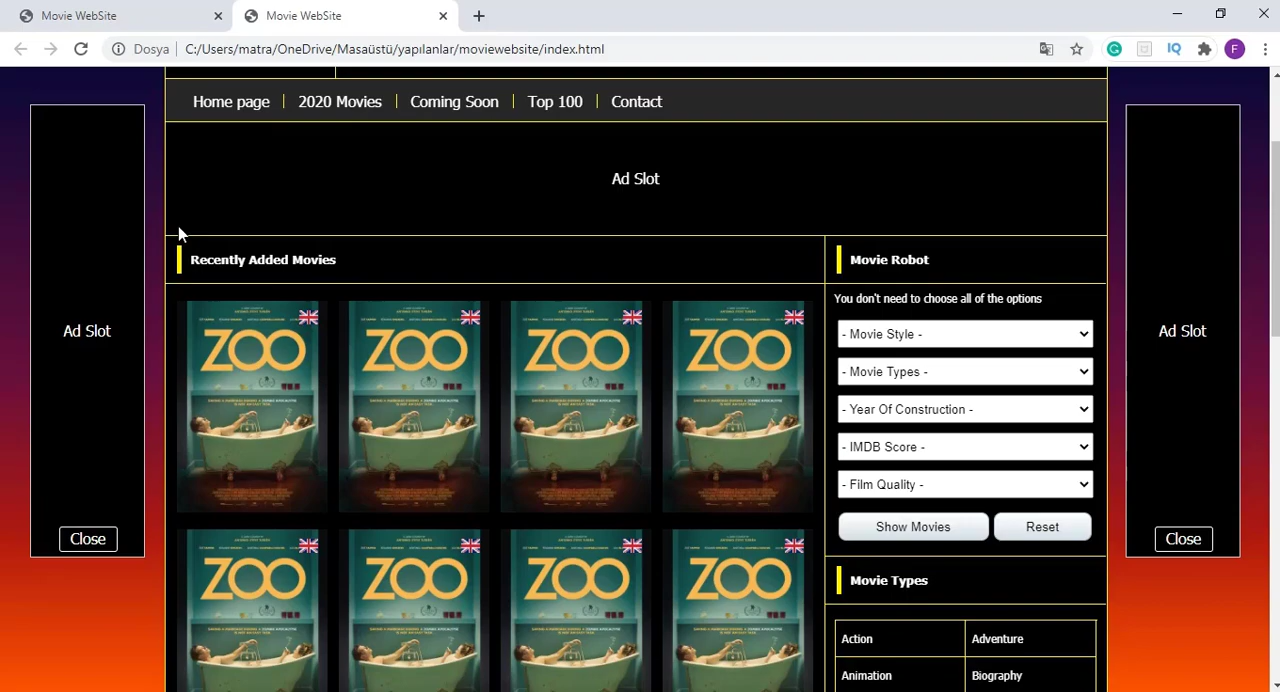 Movie WebSite
Movie WebSite
Dosya
C:/Users/matra/OneDrive/Masaüstü/yapılanlar/moviewebsite/index.html
IQ
F
Home page
2020 Movies
Coming Soon
Top 100
Contact
Ad Slot
Ad Slot
Close
Ad Slot
Close
Recently Added Movies
ZOO
ZOO
ZOO
ZOO
ZOO
ZOO
ZOO
ZOO
Movie Robot
You don't need to choose all of the options
- Movie Style -
- Movie Types -
- Year Of Construction -
- IMDB Score -
- Film Quality -
Show Movies
Reset
Movie Types
Action
Adventure
Animation
Biography